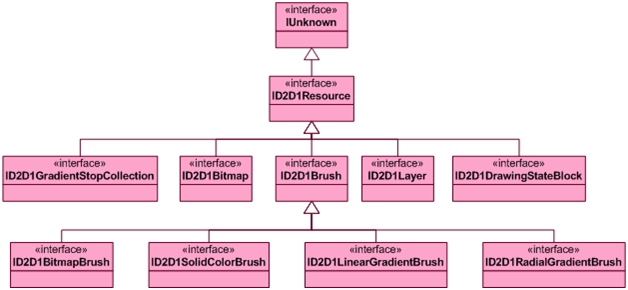 «interface»
IUnknown
«interface»
ID2D1Resource
«interface»
ID2D1GradientStopCollection
«interface»
ID2D1Bitmap
«interface»
ID2D1Brush
«interface»
ID2D1Layer
«interface»
ID2D1DrawingStateBlock
«interface»
ID2D1BitmapBrush
«interface»
ID2D1SolidColorBrush
«interface»
ID2D1LinearGradientBrush
«interface»
ID2D1RadialGradientBrush